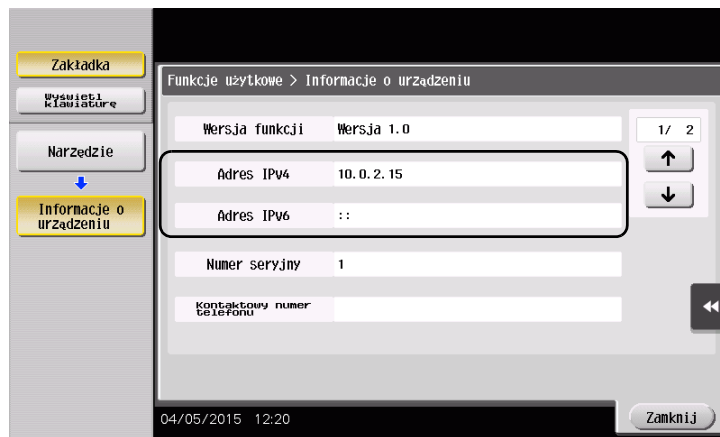 Zakładka
Wyświetl
klawiaturę
Narzędzie
Informacje o
urządzeniu
Funkcje użytkowe > Informacje o urządzeniu
Wersja funkcji Wersja 1.0
1/ 2
Adres IPv4 10.0.2.15
Adres IPv6 ::
Numer seryjny 1
Kontaktowy numer
telefonu
04/05/2015 12:20
Zamknij